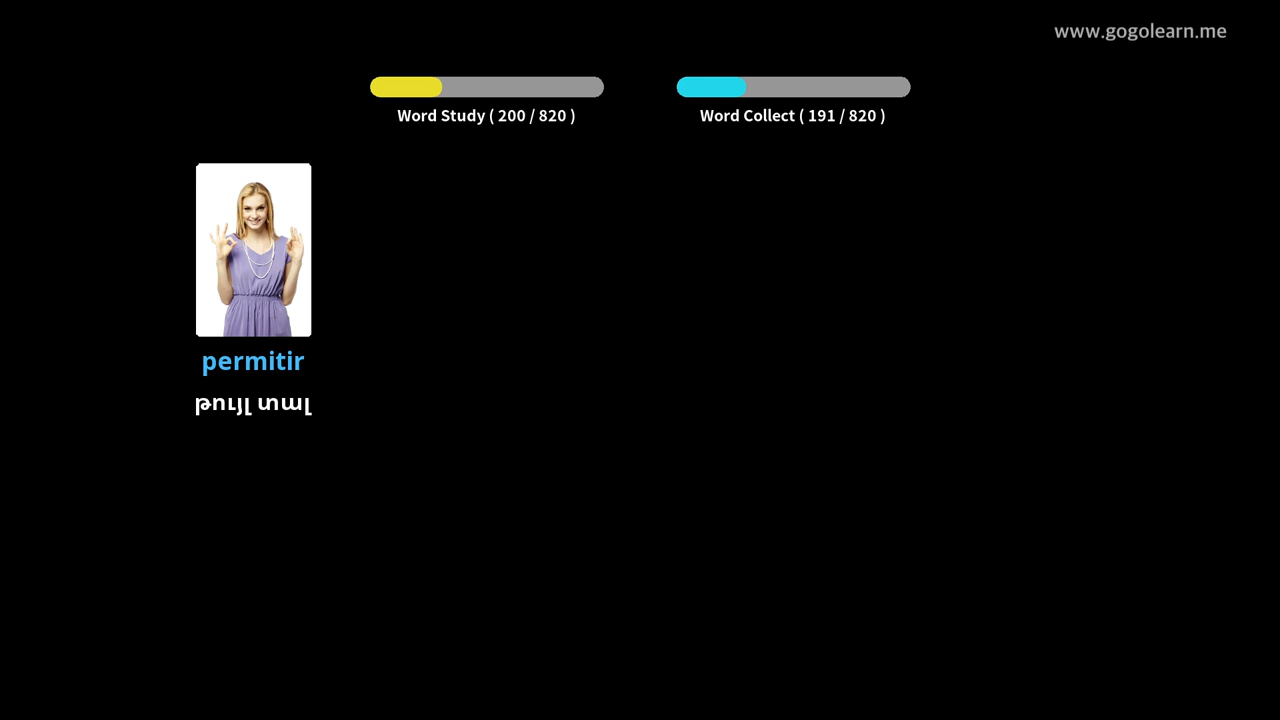 www.gogolearn.me
Word Study ( 200 / 820 )
Word Collect ( 191 / 820 )
permitir
թույլ տալ